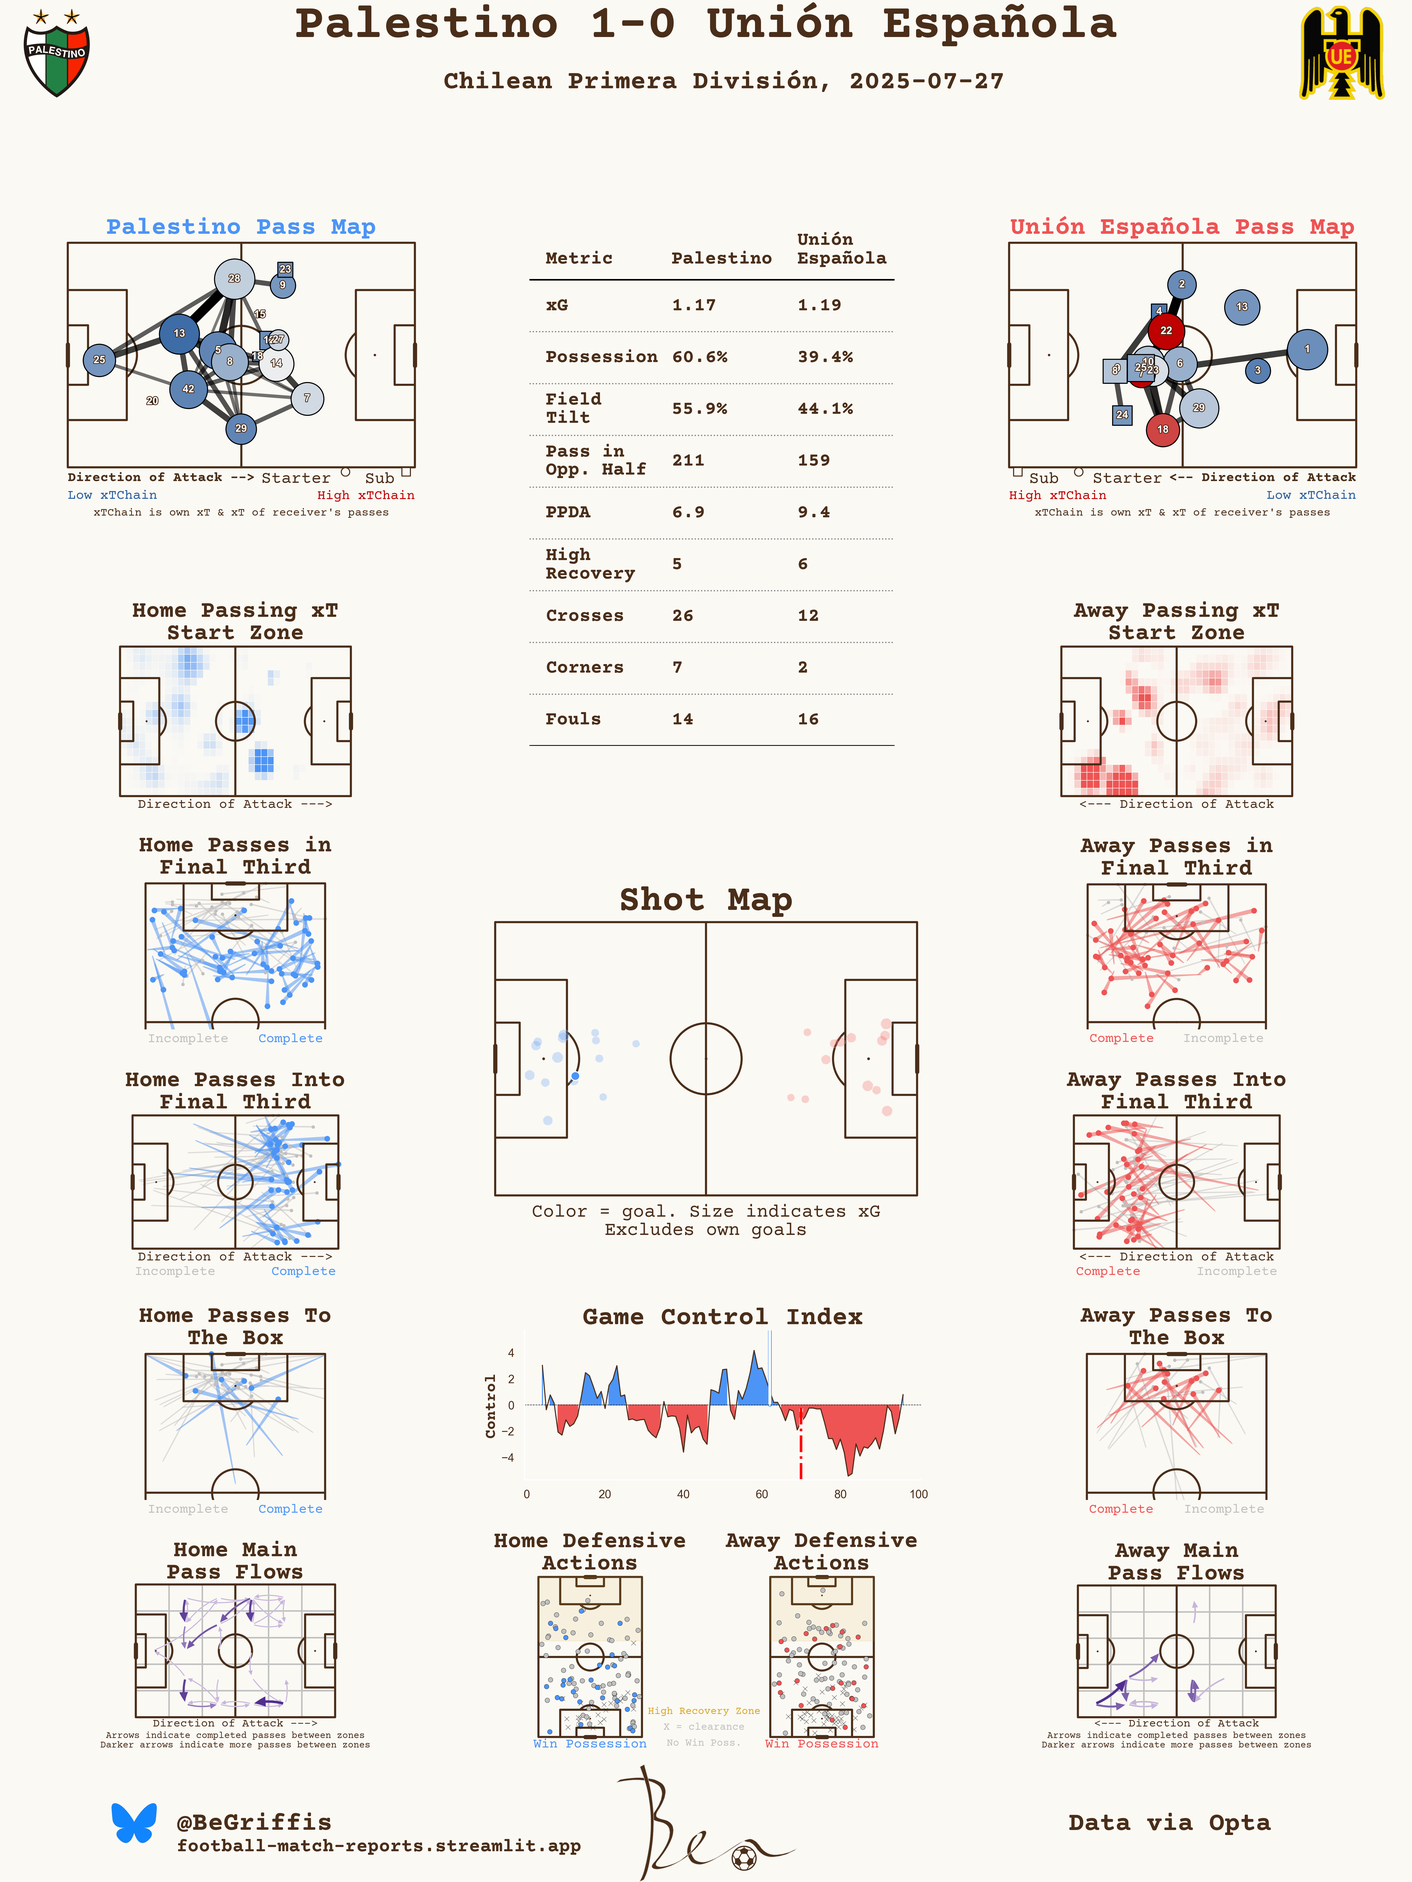 Palestino 1-0 Unión Española
Chilean Primera División, 2025-07-27
PALESTINO
UE
Palestino Pass Map
28
23
9
15
13
5
12
27
25
8
18
14
42
7
20
29
Direction of Attack --> Starter Sub
Low xTChain High xTChain
xTChain is own xT & xT of receiver's passes
Metric Palestino Unión Española
xG 1.17 1.19
Possession 60.6% 39.4%
Field Tilt 55.9% 44.1%
Pass in Opp. Half 211 159
PPDA 6.9 9.4
High Recovery 5 6
Crosses 26 12
Corners 7 2
Fouls 14 16
Unión Española Pass Map
2
13
4
22
1
10
6
25
23
3
24
29
18
Sub Starter <-- Direction of Attack
High xTChain Low xTChain
xTChain is own xT & xT of receiver's passes
Home Passing xT
Start Zone
Direction of Attack --->
Away Passing xT
Start Zone
<--- Direction of Attack
Home Passes in
Final Third
Incomplete Complete
Away Passes in
Final Third
Complete Incomplete
Shot Map
Color = goal. Size indicates xG
Excludes own goals
Home Passes Into
Final Third
Direction of Attack --->
Incomplete Complete
Away Passes Into
Final Third
<--- Direction of Attack
Complete Incomplete
Home Passes To
The Box
Incomplete Complete
Game Control Index
Control
4
2
0
−2
−4
0 20 40 60 80 100
Away Passes To
The Box
Complete Incomplete
Home Main
Pass Flows
Direction of Attack --->
Arrows indicate completed passes between zones
Darker arrows indicate more passes between zones
Home Defensive
Actions
Win Possession
Away Defensive
Actions
Win Possession
High Recovery Zone
X = clearance
No Win Poss.
Away Main
Pass Flows
<--- Direction of Attack
Arrows indicate completed passes between zones
Darker arrows indicate more passes between zones
@BeGriffis
football-match-reports.streamlit.app
Ben
Data via Opta